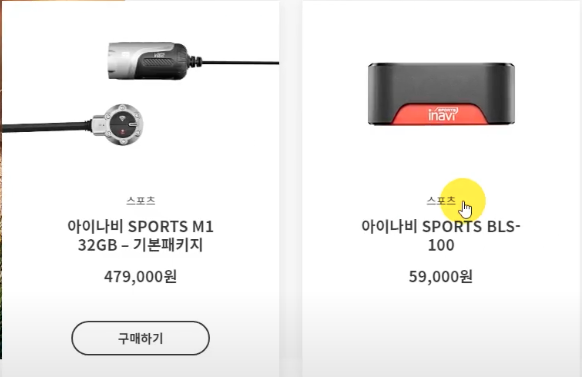 SPORTS
inavi
스포츠
아이나비 SPORTS M1
32GB – 기본패키지
479,000원
구매하기
스포츠
아이나비 SPORTS BLS-
100
59,000원